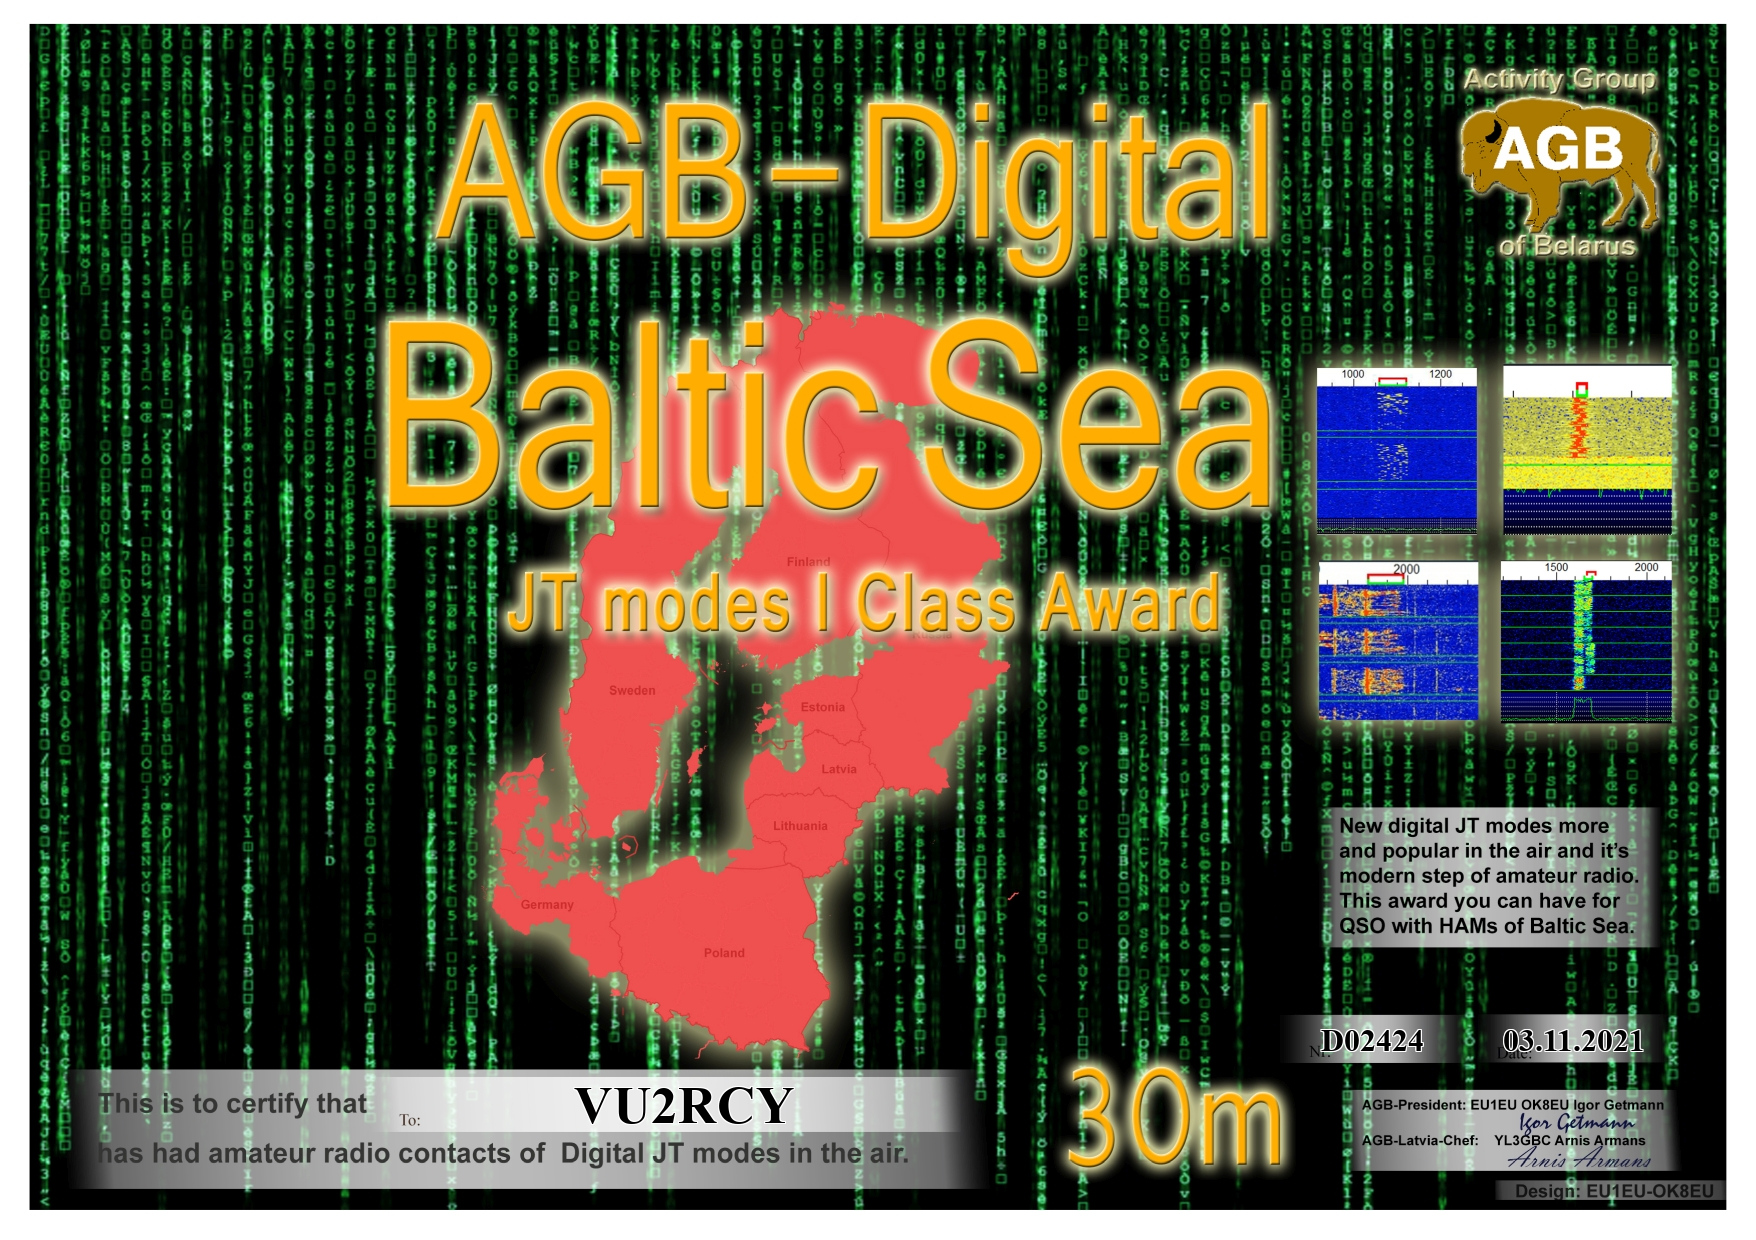 Activity Group
AGB
of Belarus
AGB-Digital
Baltic Sea
JT modes I Class Award
1000 1200
2000
1500 2000
Finland
Sweden
Estonia
Latvia
Lithuania
Germany
Poland
New digital JT modes more
and popular in the air and it's
modern step of amateur radio.
This award you can have for
QSO with HAMs of Baltic Sea.
Nr: D02424 Date: 03.11.2021
This is to certify that To: VU2RCY
has had amateur radio contacts of Digital JT modes in the air.
30m
AGB-President: EU1EU OK8EU Igor Getmann
Igor Getmann
AGB-Latvia-Chef: YL3GBC Arnis Armans
Arnis Armans
Design: EU1EU-OK8EU